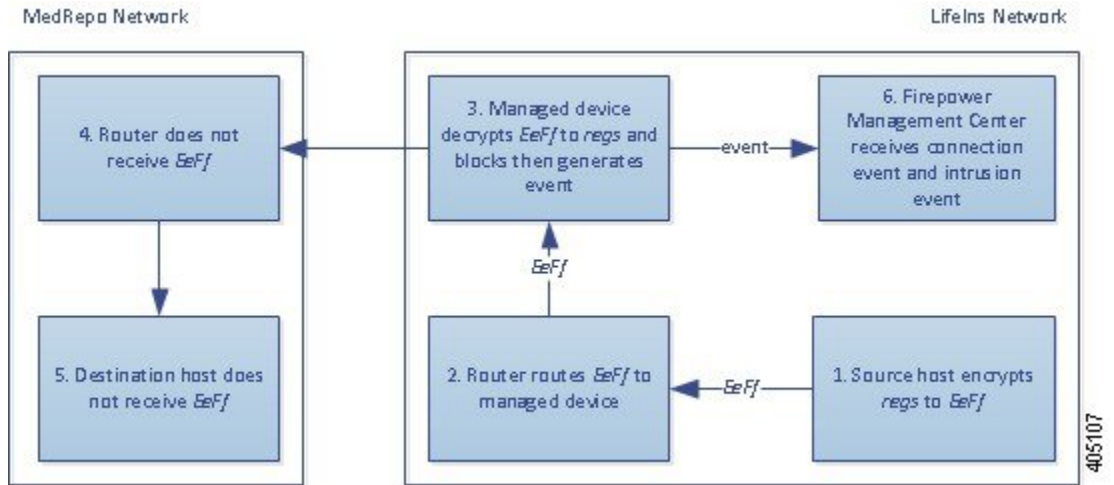 MedRepo Network
LifeIns Network
4. Router does not
receive EeFf
3. Managed device
decrypts EeFf to regs and
blocks then generates
event
event
6. Firepower
Management Center
receives connection
event and intrusion
event
EeFf
5. Destination host does
not receive EeFf
2. Router routes EeFf to
managed device
EeFf
1. Source host encrypts
regs to EeFf
405107